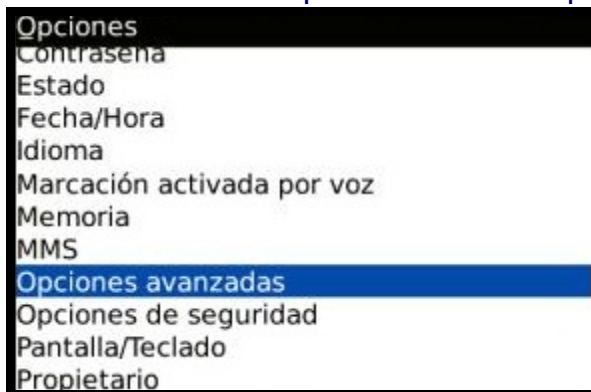 Opciones
Contraseña
Estado
Fecha/Hora
Idioma
Marcación activada por voz
Memoria
MMS
Opciones avanzadas
Opciones de seguridad
Pantalla/Teclado
Propietario